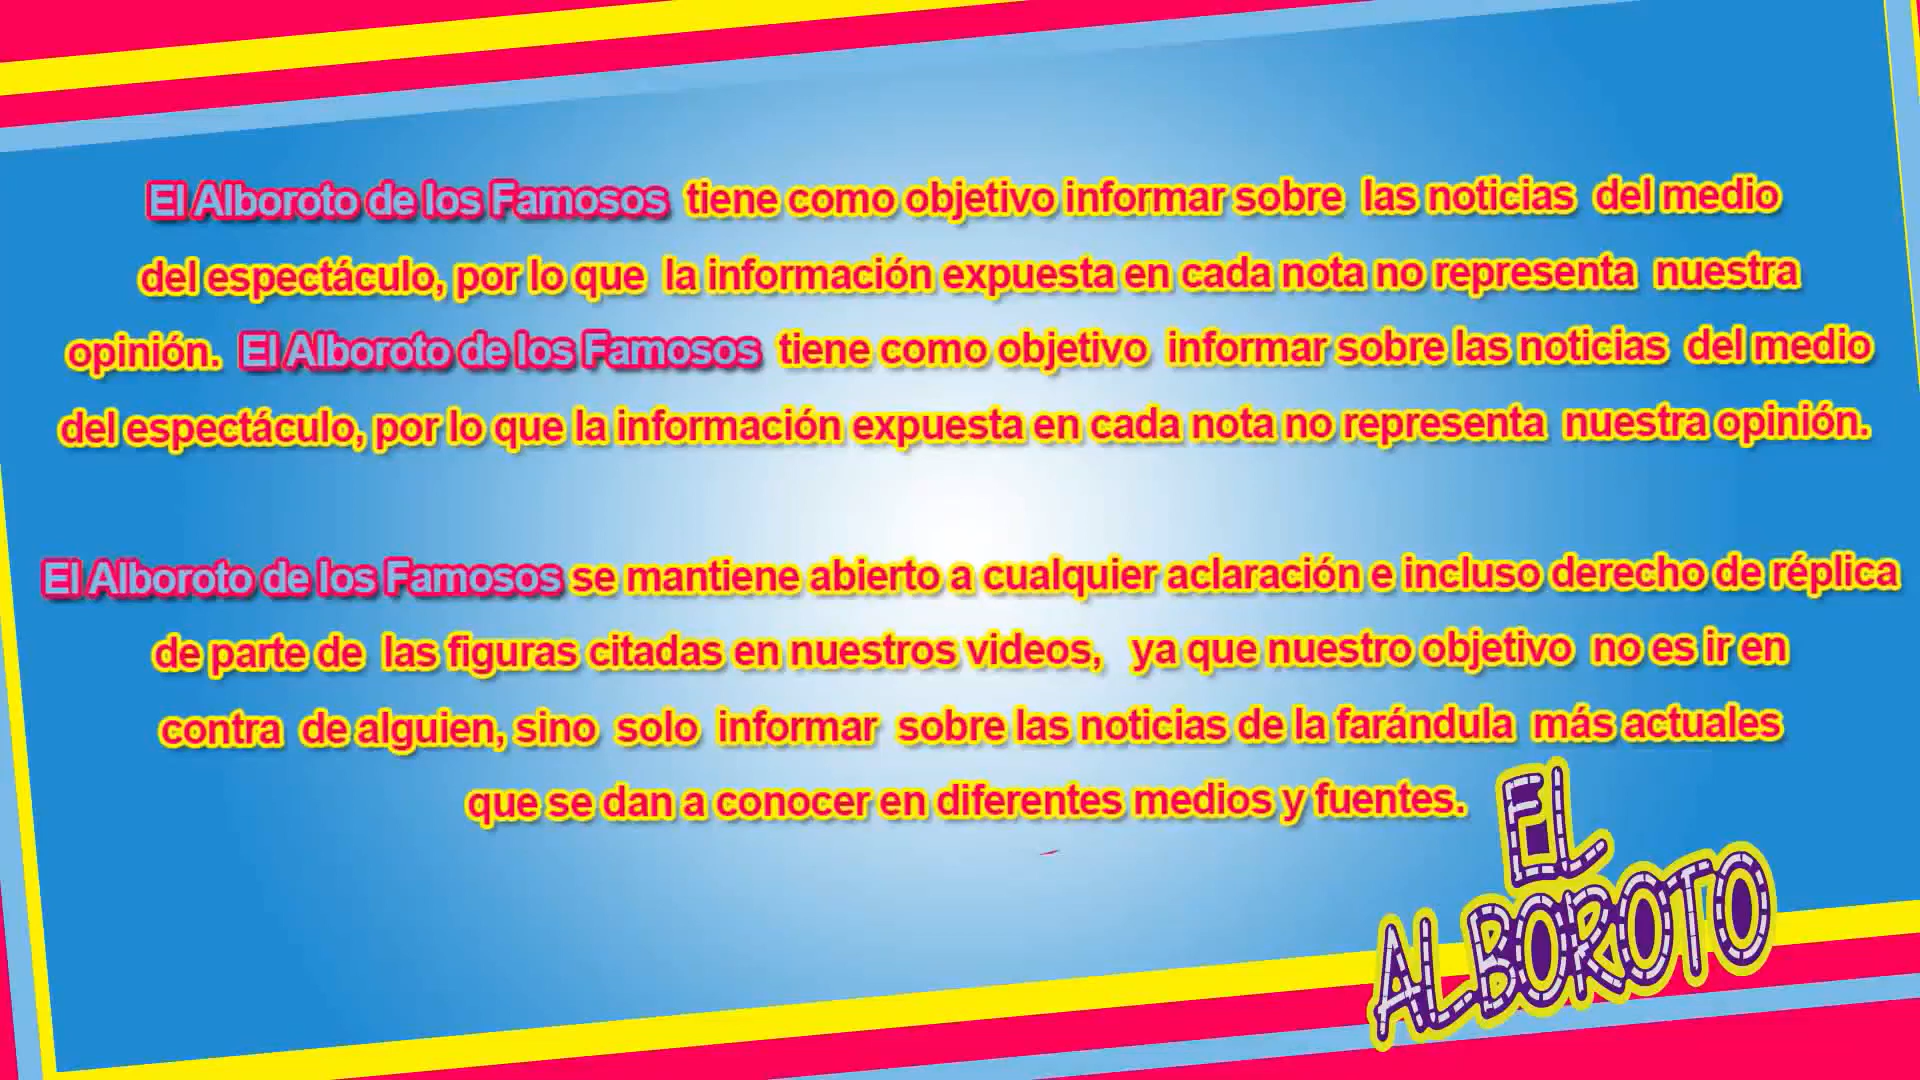 El Alboroto de los Famosos tiene como objetivo informar sobre las noticias del medio
del espectáculo, por lo que la información expuesta en cada nota no representa nuestra
opinión. El Alboroto de los Famosos tiene como objetivo informar sobre las noticias del medio
del espectáculo, por lo que la información expuesta en cada nota no representa nuestra opinión.
El Alboroto de los Famosos se mantiene abierto a cualquier aclaración e incluso derecho de réplica
de parte de las figuras citadas en nuestros videos, ya que nuestro objetivo no es ir en
contra de alguien, sino solo informar sobre las noticias de la farándula más actuales
que se dan a conocer en diferentes medios y fuentes.
EL
ALBOROTO